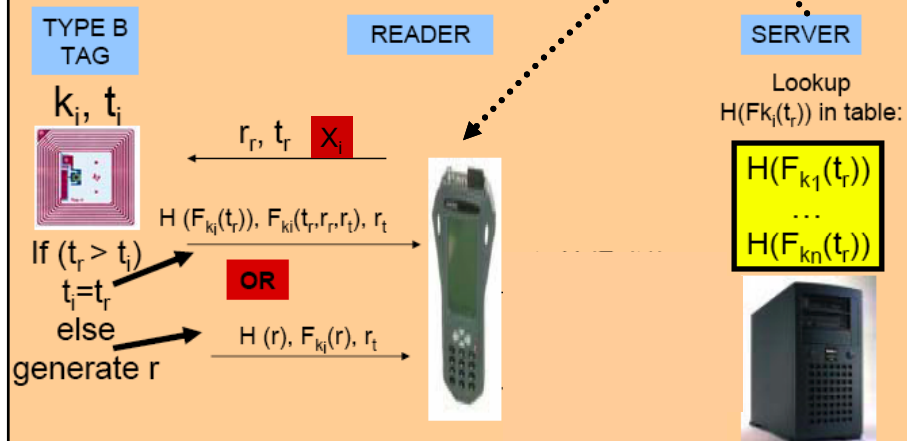 TYPE B
TAG
READER
SERVER
kᵢ, tᵢ
Lookup
H(Fkᵢ(tᵣ)) in table:
rᵣ, tᵣ Xᵢ
H(Fₖ₁(tᵣ))
...
H(Fₖₙ(tᵣ))
H (Fₖᵢ(tᵣ)), Fₖᵢ(tᵣ,rᵣ,rₜ), rₜ
If (tᵣ > tᵢ)
tᵢ=tᵣ
OR
else
H (r), Fₖᵢ(r), rₜ
generate r